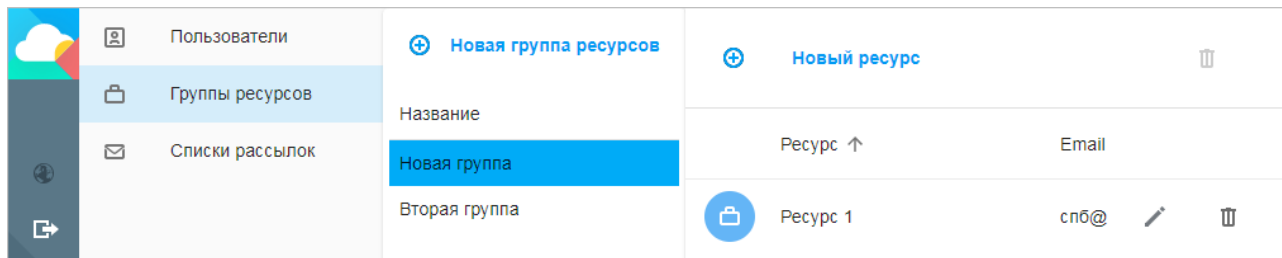 Пользователи
Группы ресурсов
Списки рассылок
Новая группа ресурсов
Название
Новая группа
Вторая группа
Новый ресурс
Ресурс Email
Ресурс 1 спб@